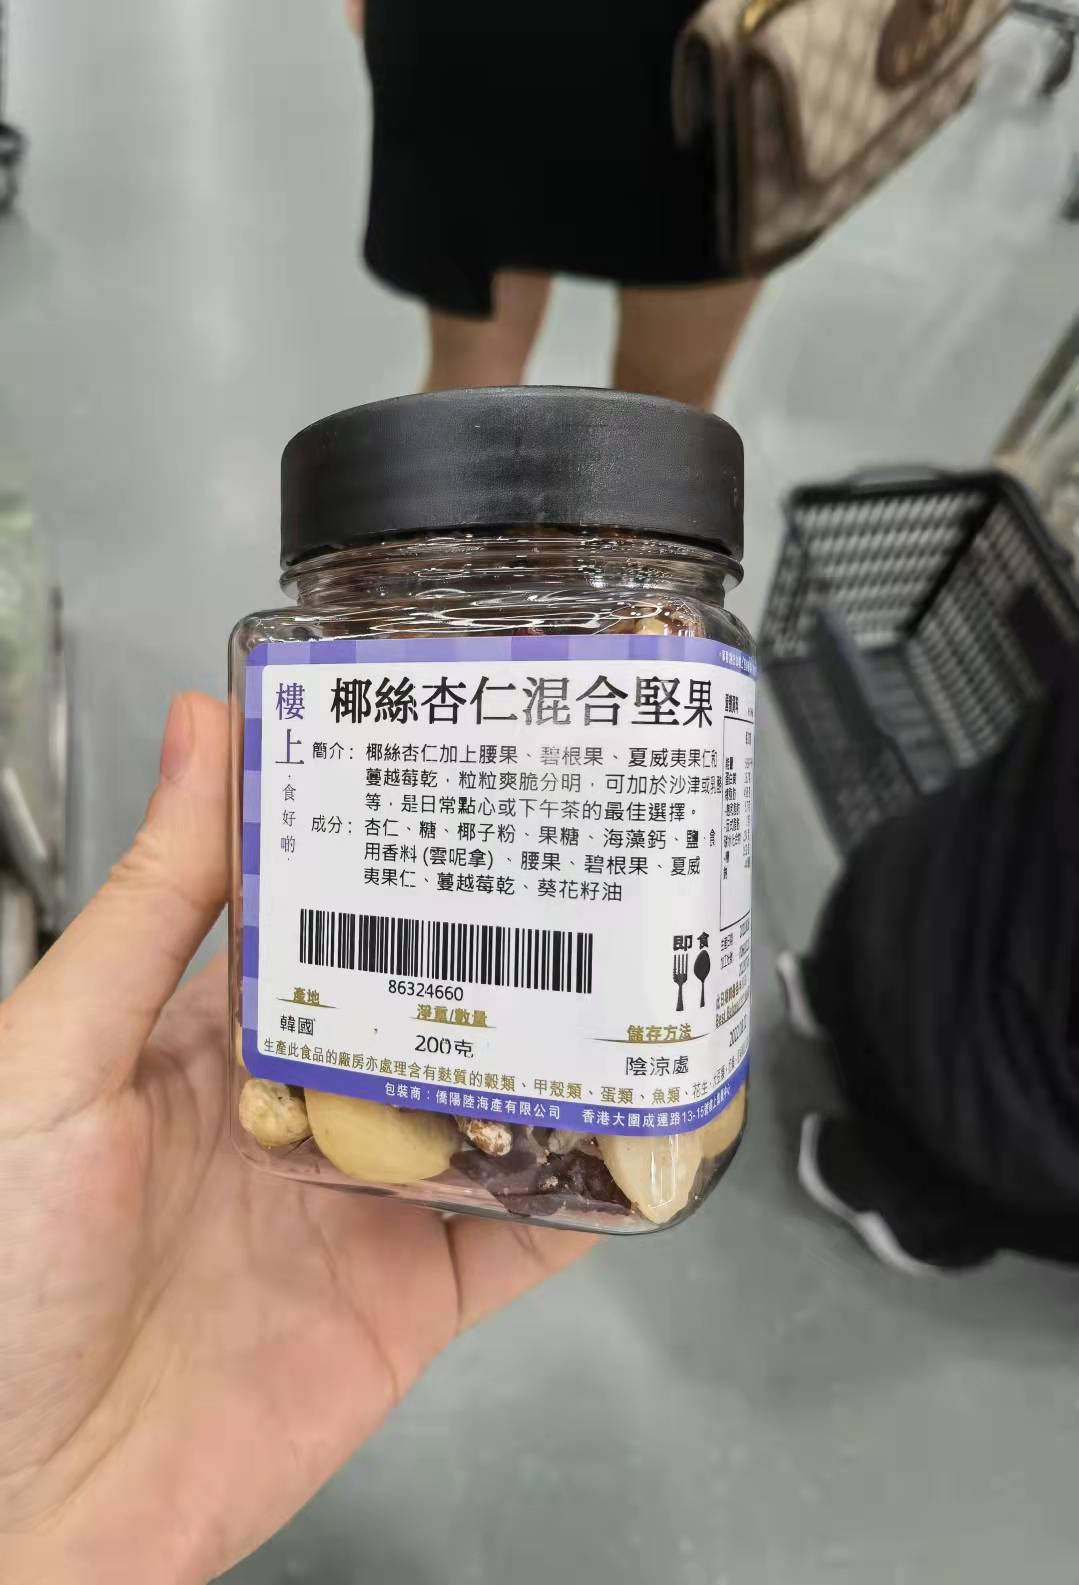 樓上
·食好啲·
椰絲杏仁混合堅果
簡介：椰絲杏仁加上腰果、碧根果、夏威夷果仁和
蔓越莓乾，粒粒爽脆分明，可加於沙津或乳酪
等，是日常點心或下午茶的最佳選擇。
成分：杏仁、糖、椰子粉、果糖、海藻鈣、鹽、食
用香料 (雲呢拿) 、腰果、碧根果、夏威
夷果仁、蔓越莓乾、葵花籽油
86324660
即食
產地
韓國
淨重/數量
200克
儲存方法
陰涼處
生產此食品的廠房亦處理含有麩質的穀類、甲殼類、蛋類、魚類、花生、
包裝商：僑陽陸海產有限公司 香港大圍成運路13-15號